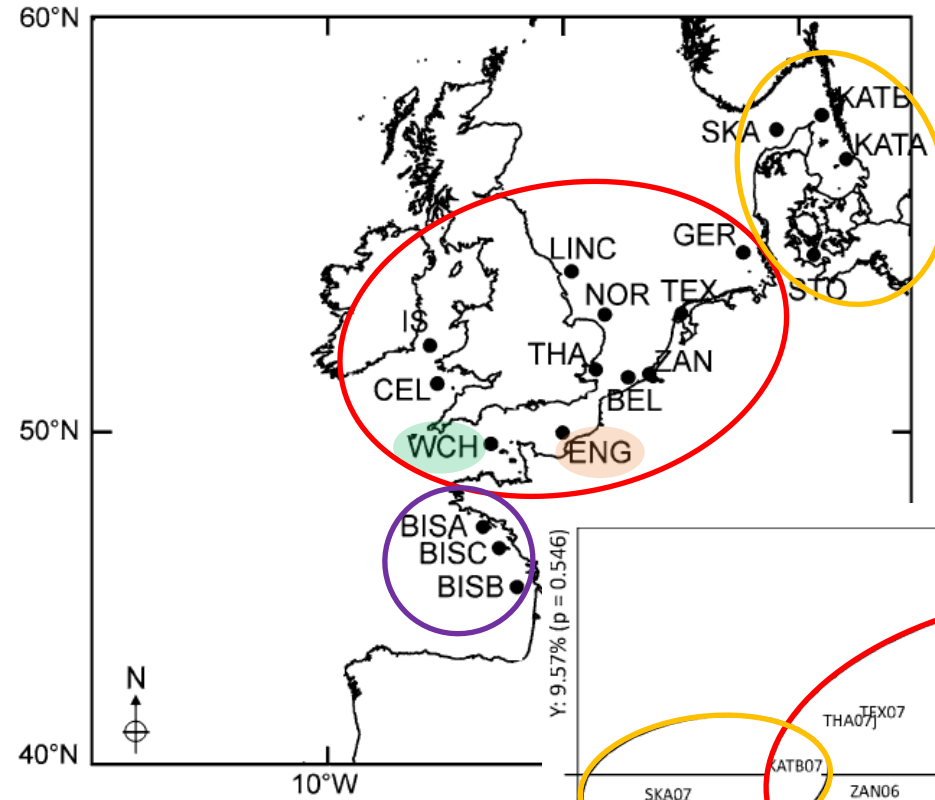 60°N
KATB
SKA
KATA
GER
LINC
STO
NOR
TEX
IS
THA
ZAN
CEL
BEL
50°N
WCH
ENG
BISA
BISC
BISB
Y: 9.57% (p = 0.546)
N
TEX07
THA07j
KATB07
40°N
10°W
SKA07
ZAN06